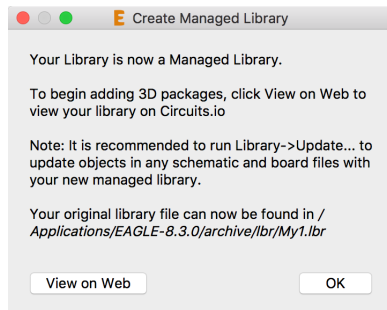 E Create Managed Library
Your Library is now a Managed Library.
To begin adding 3D packages, click View on Web to
view your library on Circuits.io
Note: It is recommended to run Library->Update... to
update objects in any schematic and board files with
your new managed library.
Your original library file can now be found in /
Applications/EAGLE-8.3.0/archive/lbr/My1.lbr
View on Web
OK